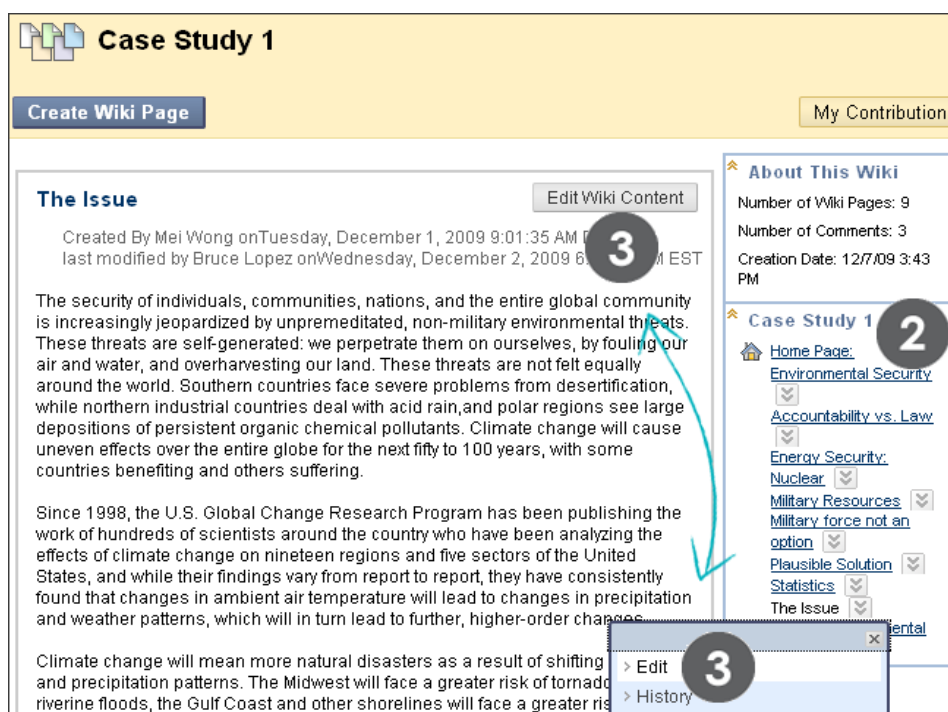 Case Study 1
Create Wiki Page
My Contribution
The Issue
Edit Wiki Content
Created By Mei Wong onTuesday, December 1, 2009 9:01:35 AM
last modified by Bruce Lopez onWednesday, December 2, 2009 EST
3
The security of individuals, communities, nations, and the entire global community
is increasingly jeopardized by unpremeditated, non-military environmental threats.
These threats are self-generated: we perpetrate them on ourselves, by fouling our
air and water, and overharvesting our land. These threats are not felt equally
around the world. Southern countries face severe problems from desertification,
while northern industrial countries deal with acid rain,and polar regions see large
depositions of persistent organic chemical pollutants. Climate change will cause
uneven effects over the entire globe for the next fifty to 100 years, with some
countries benefiting and others suffering.
Since 1998, the U.S. Global Change Research Program has been publishing the
work of hundreds of scientists around the country who have been analyzing the
effects of climate change on nineteen regions and five sectors of the United
States, and while their findings vary from report to report, they have consistently
found that changes in ambient air temperature will lead to changes in precipitation
and weather patterns, which will in turn lead to further, higher-order changes
Climate change will mean more natural disasters as a result of shifting
and precipitation patterns. The Midwest will face a greater risk of
riverine floods, the Gulf Coast and other shorelines will face a greater
About This Wiki
Number of Wiki Pages: 9
Number of Comments: 3
Creation Date: 12/7/09 3:43
PM
Case Study 1
2
Home Page:
Environmental Security
Accountability vs. Law
Energy Security:
Nuclear
Military Resources
Military force not an
option
Plausible Solution
Statistics
The Issue
Edit
3
History